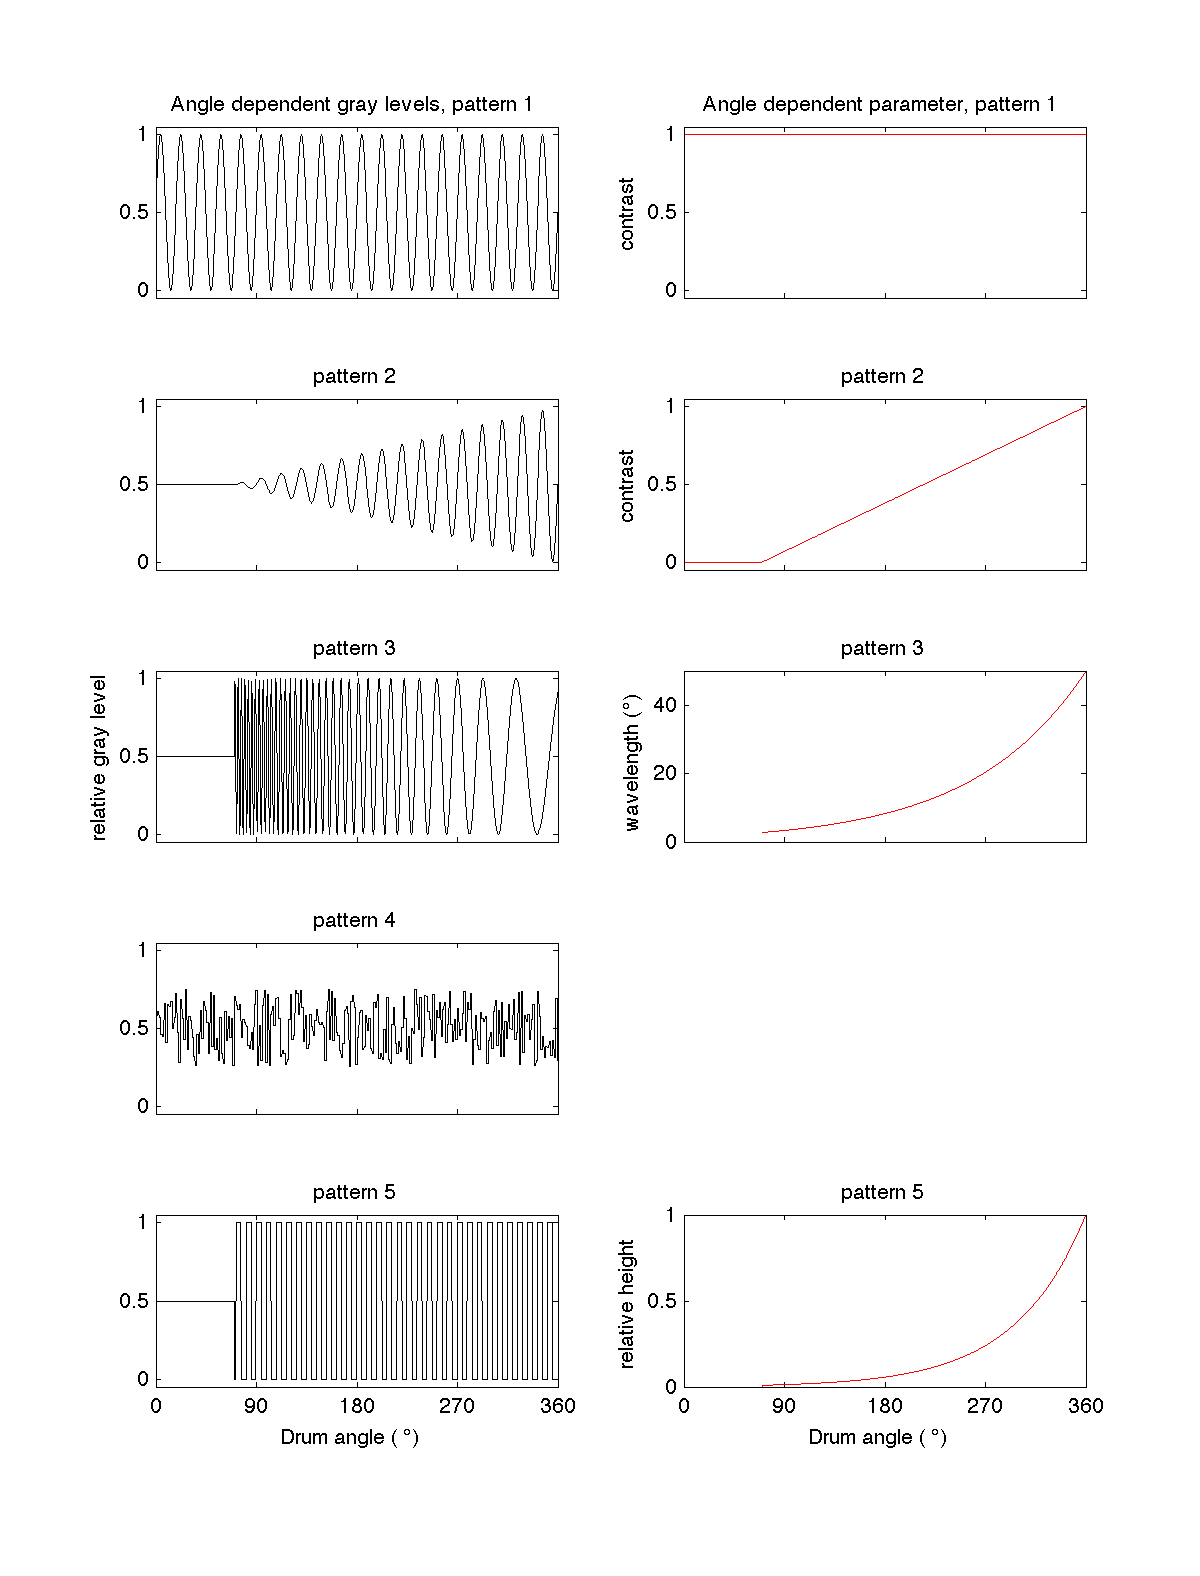 Angle dependent gray levels, pattern 1
1
0.5
0
Angle dependent parameter, pattern 1
contrast
1
0.5
0
pattern 2
1
0.5
0
pattern 2
contrast
1
0.5
0
pattern 3
relative gray level
1
0.5
0
pattern 3
wavelength (°)
40
20
0
pattern 4
1
0.5
0
pattern 5
1
0.5
0
0 90 180 270 360
Drum angle (°)
pattern 5
relative height
1
0.5
0
0 90 180 270 360
Drum angle (°)